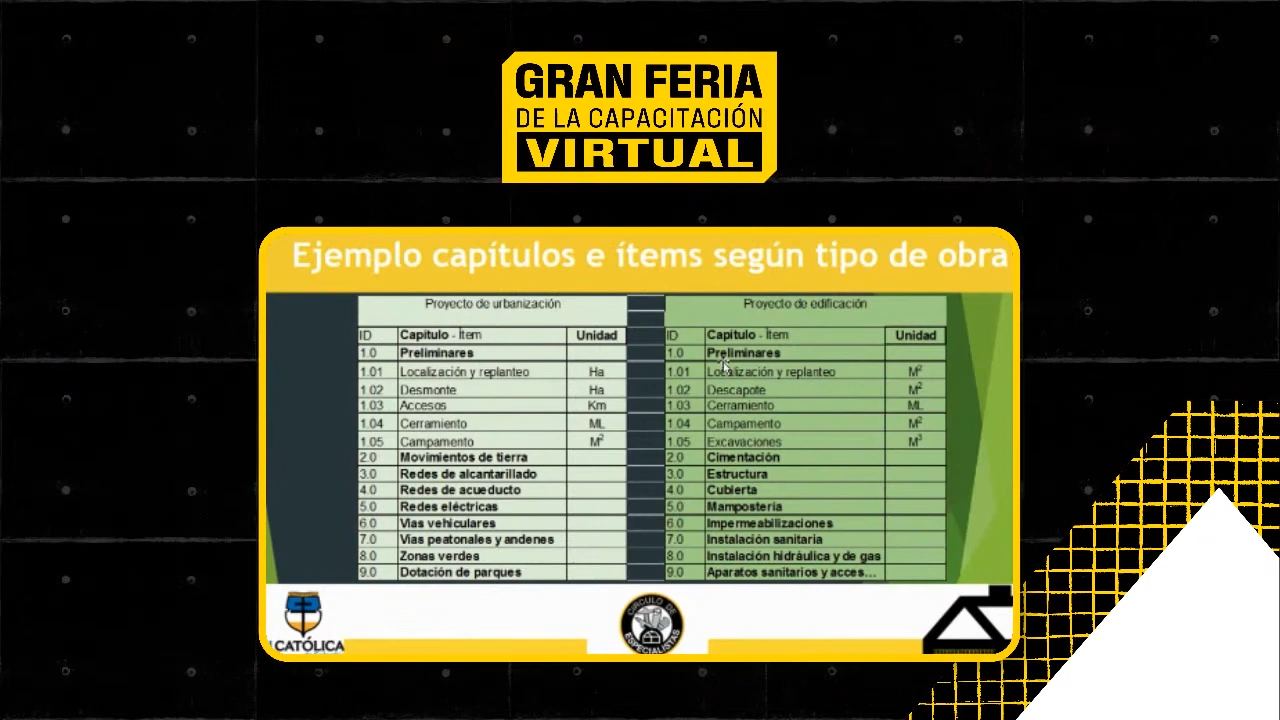 GRAN FERIA
DE LA CAPACITACIÓN
VIRTUAL
Ejemplo capítulos e ítems según tipo de obra
Proyecto de urbanización
ID Capítulo - Ítem Unidad
1.0 Preliminares
1.01 Localización y replanteo Ha
1.02 Desmonte Ha
1.03 Accesos Km
1.04 Cerramiento ML
1.05 Campamento M²
2.0 Movimientos de tierra
3.0 Redes de alcantarillado
4.0 Redes de acueducto
5.0 Redes eléctricas
6.0 Vías vehiculares
7.0 Vías peatonales y andenes
8.0 Zonas verdes
9.0 Dotación de parques
Proyecto de edificación
ID Capítulo - Ítem Unidad
1.0 Preliminares
1.01 Localización y replanteo M²
1.02 Descapote M²
1.03 Cerramiento ML
1.04 Campamento M²
1.05 Excavaciones M³
2.0 Cimentación
3.0 Estructura
4.0 Cubierta
5.0 Mampostería
6.0 Impermeabilizaciones
7.0 Instalación sanitaria
8.0 Instalación hidráulica y de gas
9.0 Aparatos sanitarios y acces...
CATÓLICA
CÍRCULO DE
ESPECIALISTAS